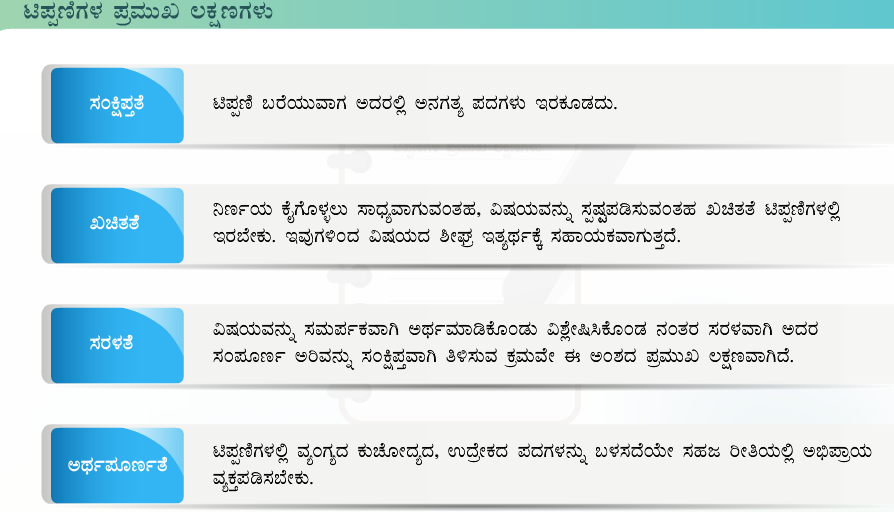 ಟಿಪ್ಪಣಿಗಳ ಪ್ರಮುಖ ಲಕ್ಷಣಗಳು
ಸಂಕ್ಷಿಪ್ತತೆ
ಟಿಪ್ಪಣಿ ಬರೆಯುವಾಗ ಅದರಲ್ಲಿ ಅನಗತ್ಯ ಪದಗಳು ಇರಕೂಡದು.
ಖಚಿತತೆ
ನಿರ್ಣಯ ಕೈಗೊಳ್ಳಲು ಸಾಧ್ಯವಾಗುವಂತಹ, ವಿಷಯವನ್ನು ಸ್ಪಷ್ಟಪಡಿಸುವಂತಹ ಖಚಿತತೆ ಟಿಪ್ಪಣಿಗಳಲ್ಲಿ
ಇರಬೇಕು. ಇವುಗಳಿಂದ ವಿಷಯದ ಶೀಘ್ರ ಇತ್ಯರ್ಥಕ್ಕೆ ಸಹಾಯಕವಾಗುತ್ತದೆ.
ಸರಳತೆ
ವಿಷಯವನ್ನು ಸಮರ್ಪಕವಾಗಿ ಅರ್ಥಮಾಡಿಕೊಂಡು ವಿಶ್ಲೇಷಿಸಿಕೊಂಡ ನಂತರ ಸರಳವಾಗಿ ಅದರ
ಸಂಪೂರ್ಣ ಅರಿವನ್ನು ಸಂಕ್ಷಿಪ್ತವಾಗಿ ತಿಳಿಸುವ ಕ್ರಮವೇ ಈ ಅಂಶದ ಪ್ರಮುಖ ಲಕ್ಷಣವಾಗಿದೆ.
ಅರ್ಥಪೂರ್ಣತೆ
ಟಿಪ್ಪಣಿಗಳಲ್ಲಿ ವ್ಯಂಗ್ಯದ ಕುಚೋದ್ಯದ, ಉದ್ರೇಕದ ಪದಗಳನ್ನು ಬಳಸದೆಯೇ ಸಹಜ ರೀತಿಯಲ್ಲಿ ಅಭಿಪ್ರಾಯ
ವ್ಯಕ್ತಪಡಿಸಬೇಕು.